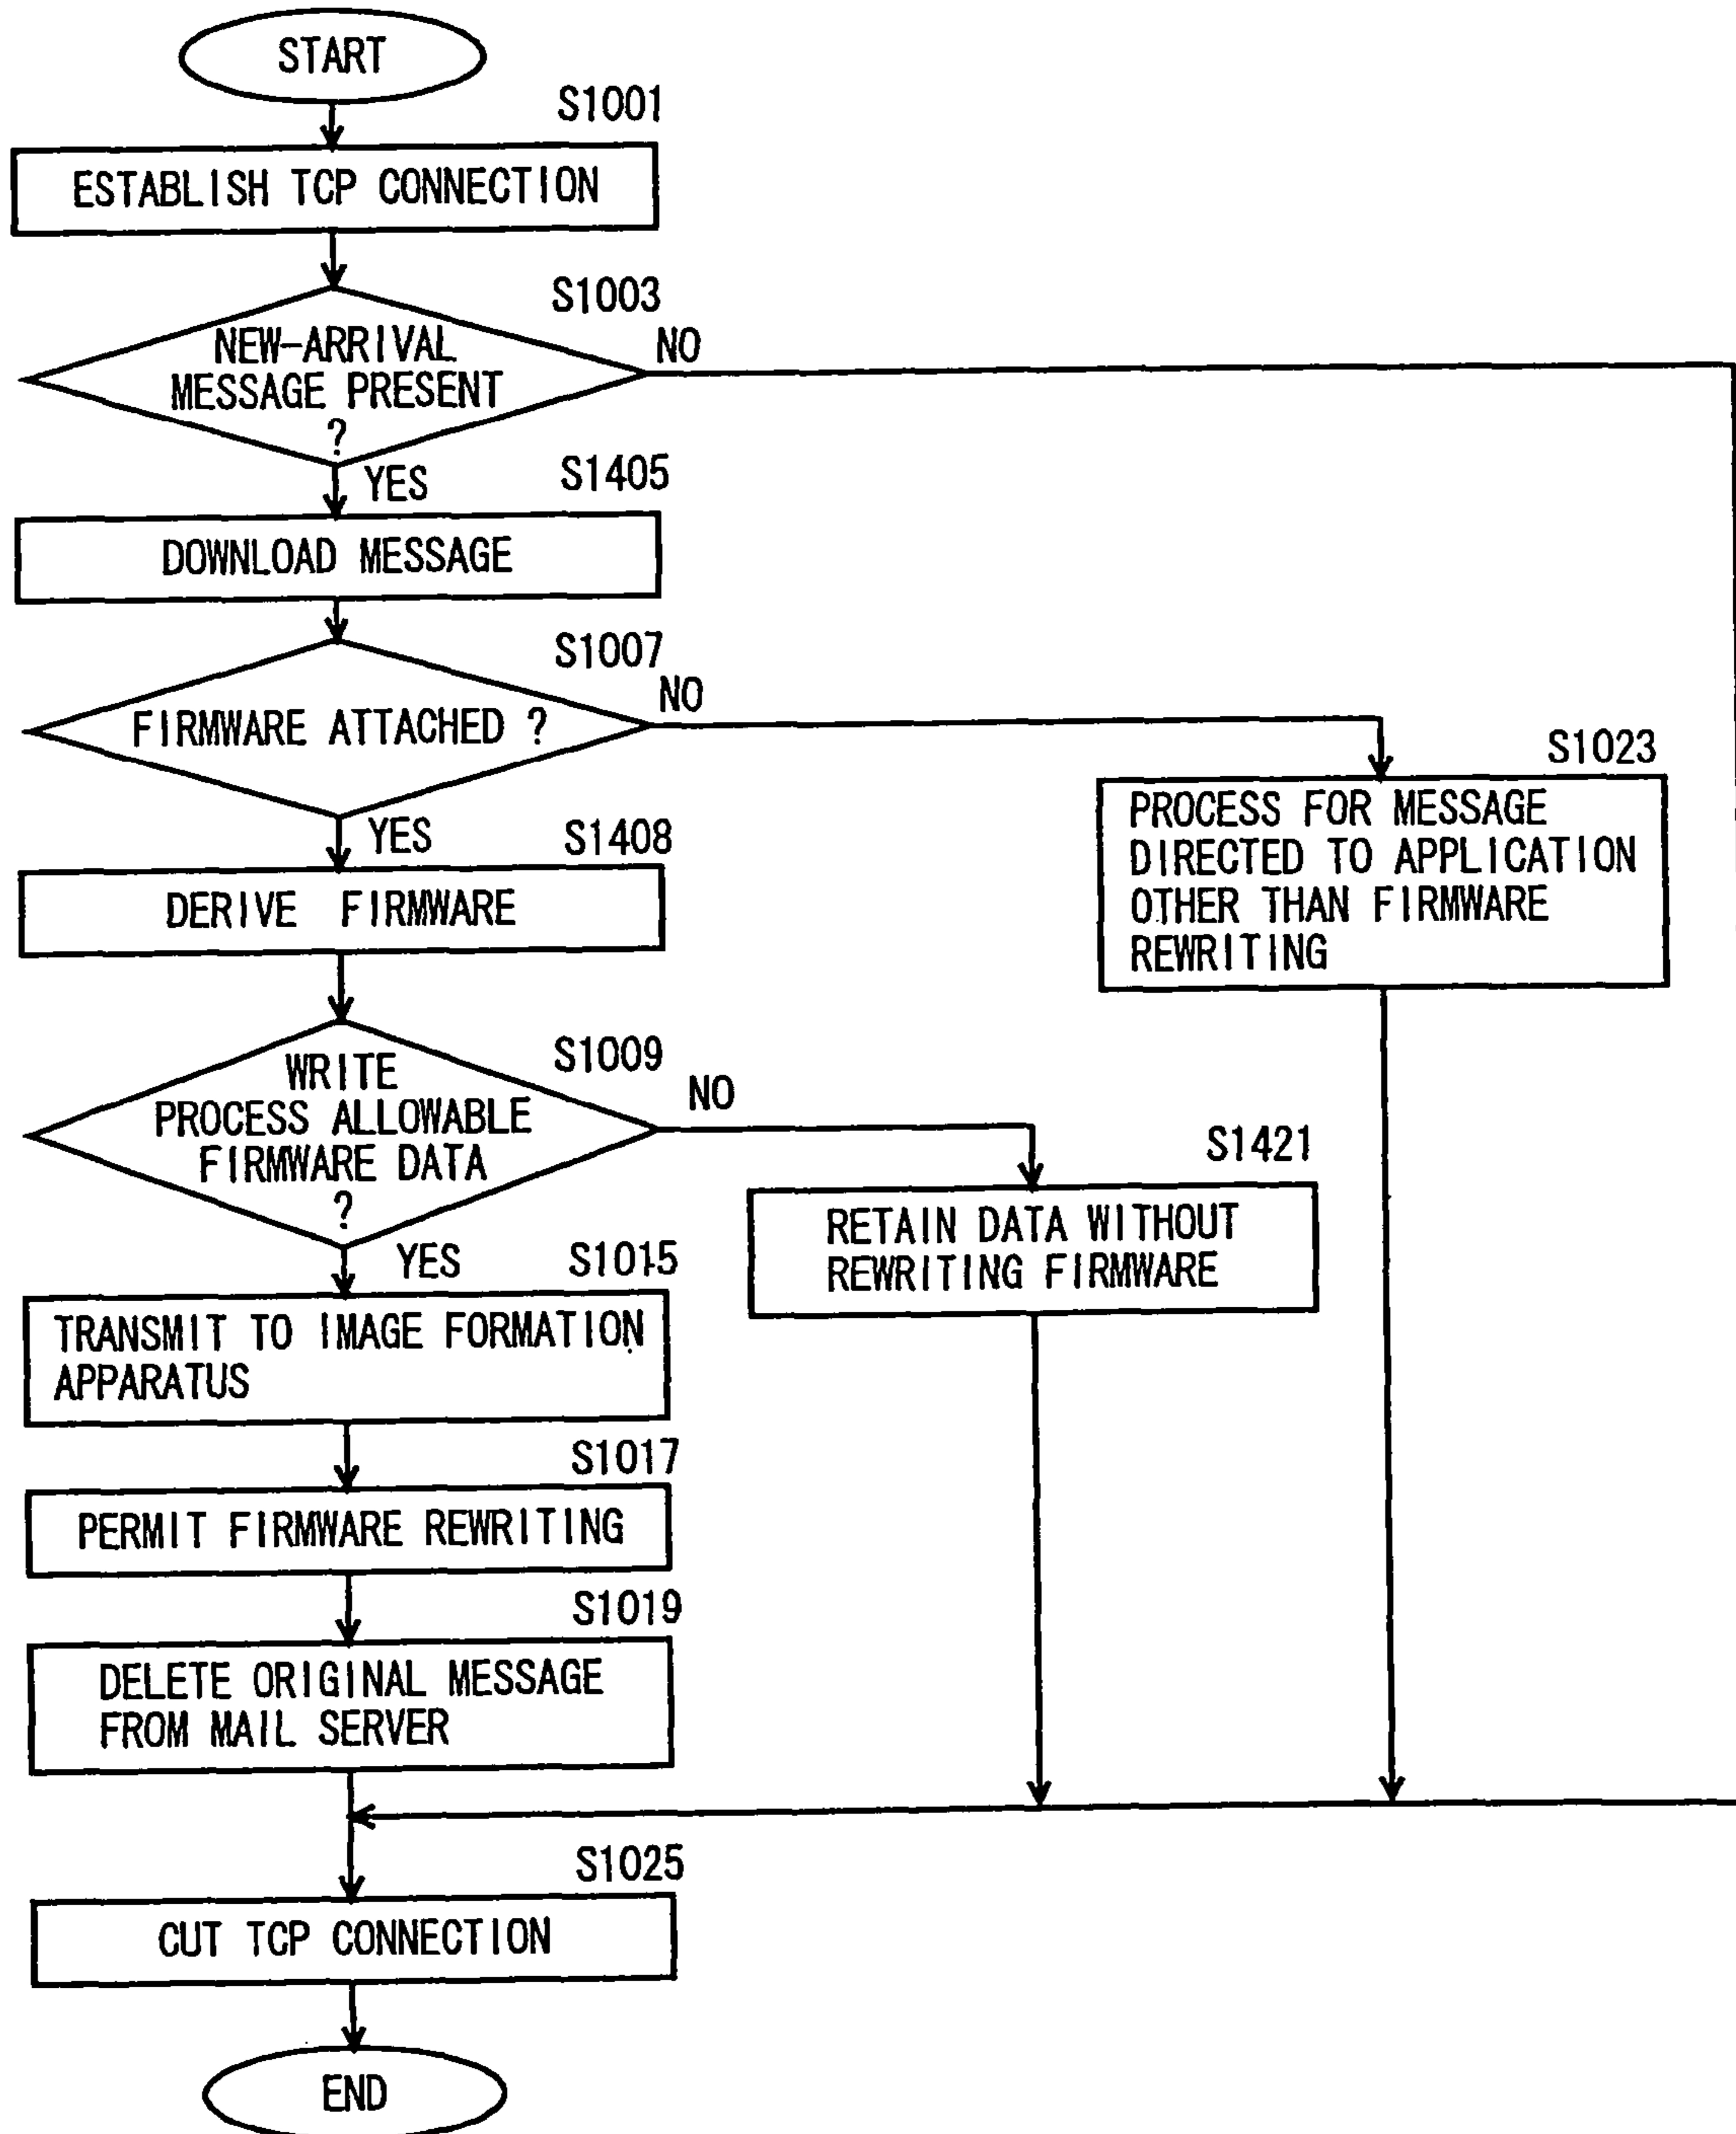 START
S1001
ESTABLISH TCP CONNECTION
S1003
NEW-ARRIVAL
MESSAGE PRESENT
?
NO
YES
S1405
DOWNLOAD MESSAGE
S1007
FIRMWARE ATTACHED ?
NO
S1023
PROCESS FOR MESSAGE
DIRECTED TO APPLICATION
OTHER THAN FIRMWARE
REWRITING
YES
S1408
DERIVE FIRMWARE
S1009
WRITE
PROCESS ALLOWABLE
FIRMWARE DATA
?
NO
S1421
RETAIN DATA WITHOUT
REWRITING FIRMWARE
YES
S1015
TRANSMIT TO IMAGE FORMATION
APPARATUS
S1017
PERMIT FIRMWARE REWRITING
S1019
DELETE ORIGINAL MESSAGE
FROM MAIL SERVER
S1025
CUT TCP CONNECTION
END